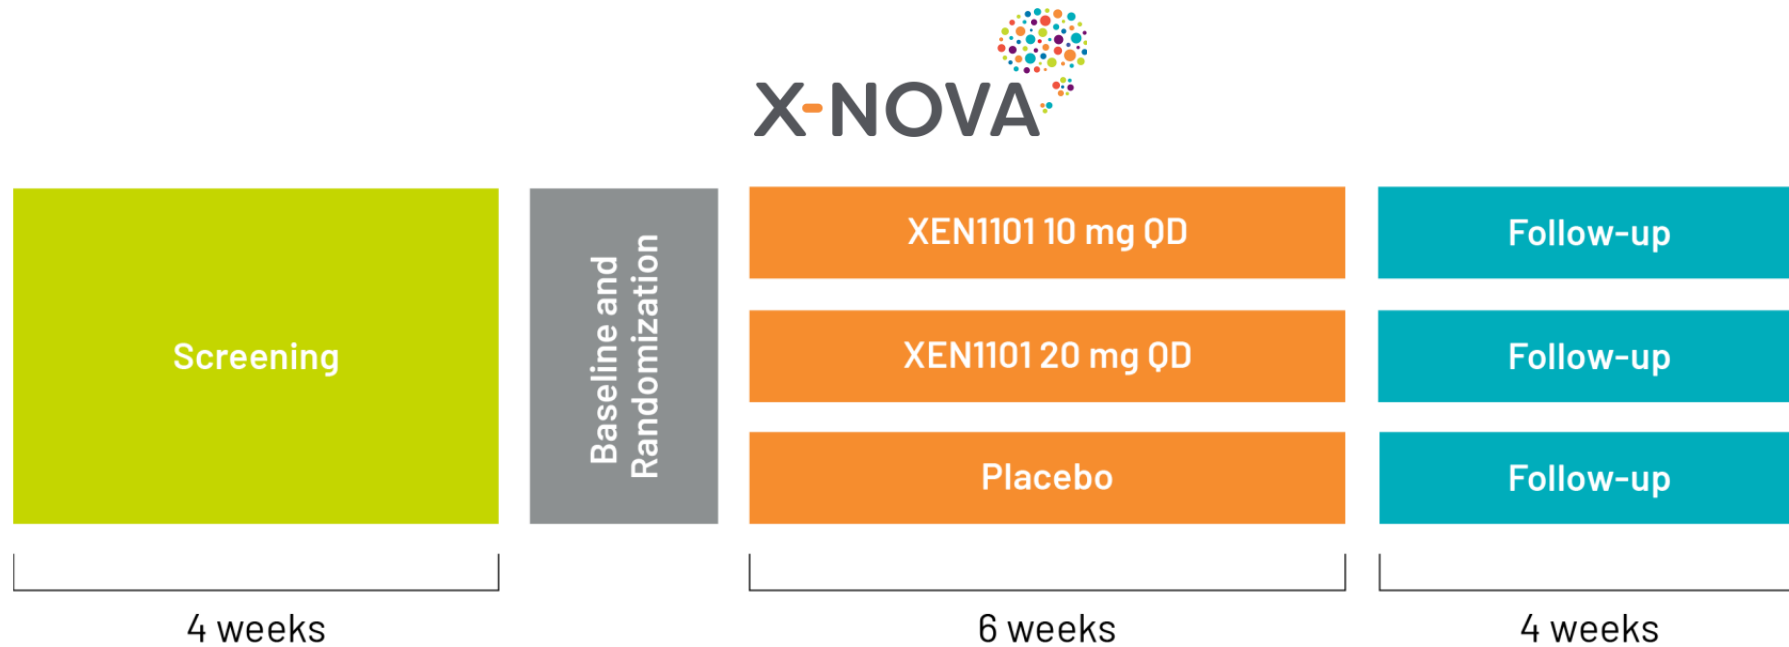 X-NOVA
Screening
Baseline and
Randomization
XEN1101 10 mg QD
Follow-up
XEN1101 20 mg QD
Follow-up
Placebo
Follow-up
4 weeks
6 weeks
4 weeks